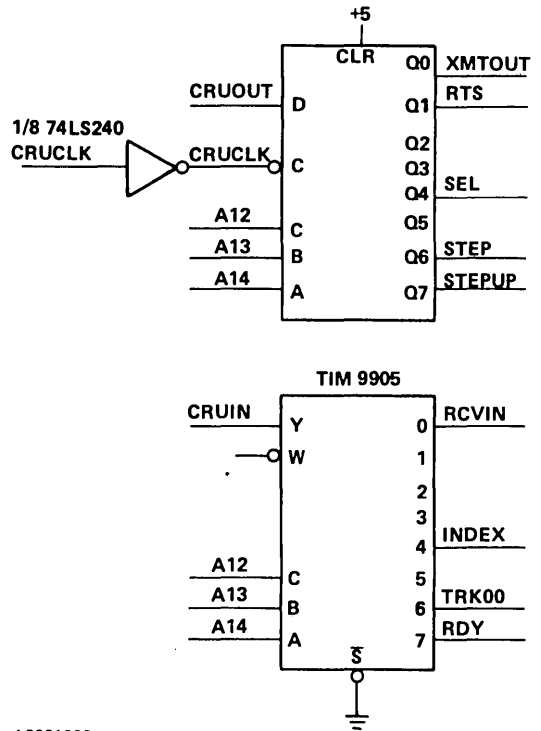 +5
CLR
Q0 XMTOUT
CRUOUT D
Q1 RTS
1/8 74LS240
CRUCLK
CRUCLK C
Q2
Q3
Q4 SEL
A12 C
Q5
A13 B
Q6 STEP
A14 A
Q7 STEPUP
TIM 9905
CRUIN Y
0 RCVIN
W
1
2
3
4 INDEX
A12 C
5
A13 B
6 TRK00
A14 A
7 RDY
S